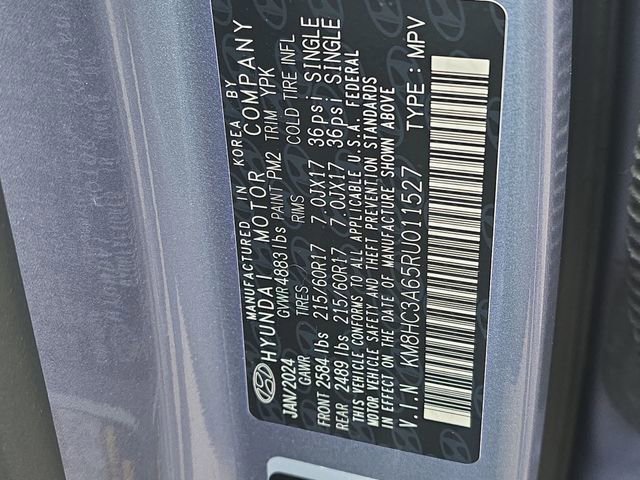 MANUFACTURED IN KOREA BY
HYUNDAI MOTOR COMPANY
JAN/2024 GVWR 4883 lbs PAINT PM2 TRIM YPK
GAWR TIRES RIMS COLD TIRE INFL
FRONT 2584 lbs 215/60R17 7.0JX17 36psi SINGLE
REAR 2489 lbs 215/60R17 7.0JX17 36psi SINGLE
THIS VEHICLE CONFORMS TO ALL APPLICABLE U.S.A. FEDERAL
MOTOR VEHICLE SAFETY AND THEFT PREVENTION STANDARDS
IN EFFECT ON THE DATE OF MANUFACTURE SHOWN ABOVE
V.I.N KM8HC3A65RU011527 TYPE : MPV